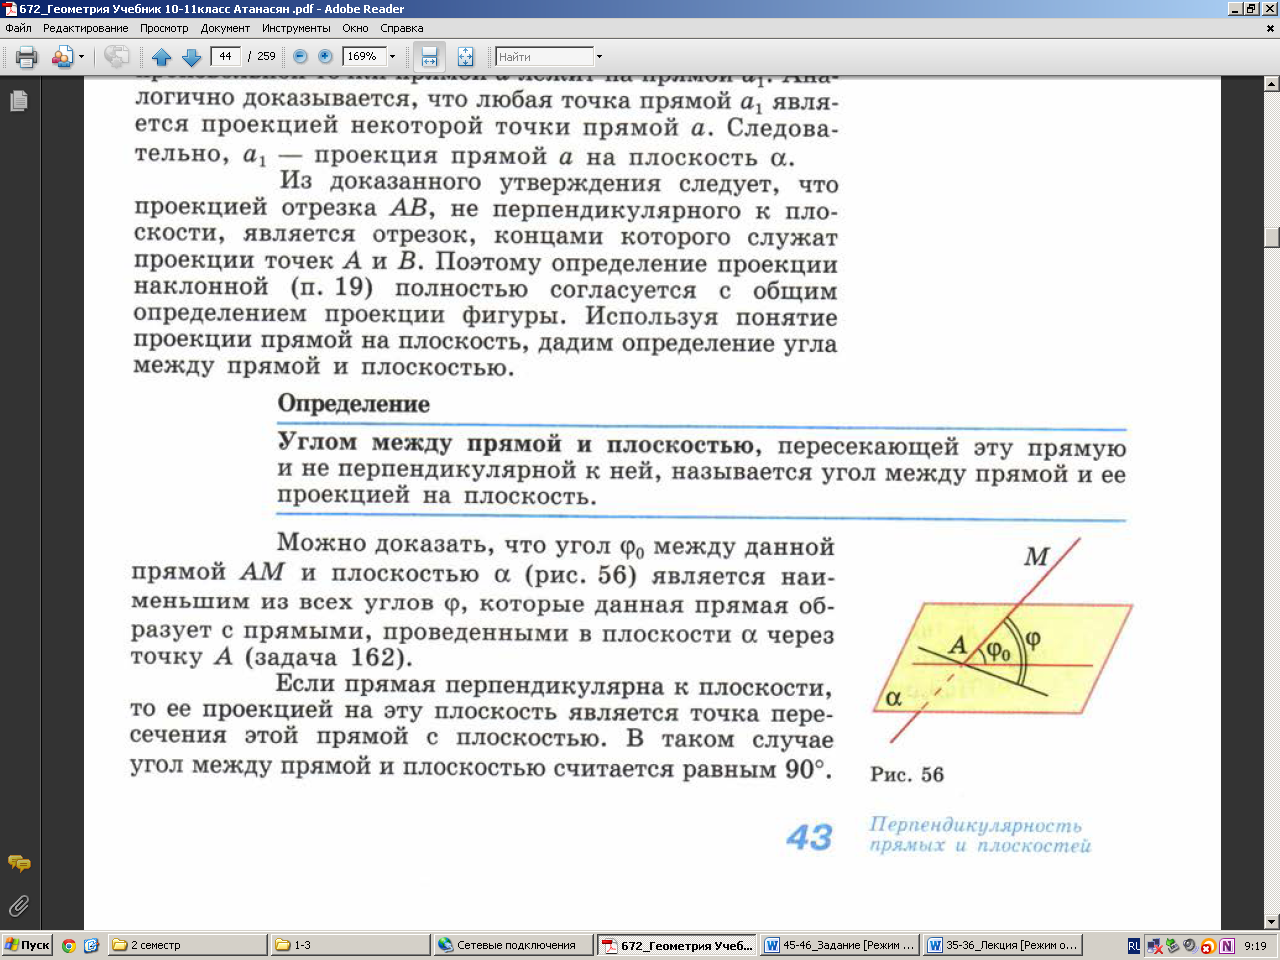 672_Геометрия Учебник 10-11класс Атанасян .pdf - Adobe Reader
Файл Редактирование Просмотр Документ Инструменты Окно Справка
44 / 259 169% Найти
произвольной точки прямой a лежит на прямой a₁. Ана-
логично доказывается, что любая точка прямой a₁ явля-
ется проекцией некоторой точки прямой a. Следова-
тельно, a₁ — проекция прямой a на плоскость α.
Из доказанного утверждения следует, что
проекцией отрезка AB, не перпендикулярного к пло-
скости, является отрезок, концами которого служат
проекции точек A и B. Поэтому определение проекции
наклонной (п. 19) полностью согласуется с общим
определением проекции фигуры. Используя понятие
проекции прямой на плоскость, дадим определение угла
между прямой и плоскостью.
Определение
Углом между прямой и плоскостью, пересекающей эту прямую
и не перпендикулярной к ней, называется угол между прямой и ее
проекцией на плоскость.
Можно доказать, что угол φ₀ между данной
прямой AM и плоскостью α (рис. 56) является наи-
меньшим из всех углов φ, которые данная прямая об-
разует с прямыми, проведенными в плоскости α через
точку A (задача 162).
Если прямая перпендикулярна к плоскости,
то ее проекцией на эту плоскость является точка пере-
сечения этой прямой с плоскостью. В таком случае
угол между прямой и плоскостью считается равным 90°.
M
A φ₀ φ
α
Рис. 56
43
Перпендикулярность
прямых и плоскостей
Пуск 2 семестр 1-3 Сетевые подключения 672_Геометрия Учеб... 45-46_Задание [Режим ... 35-36_Лекция [Режим о... RU 9:19